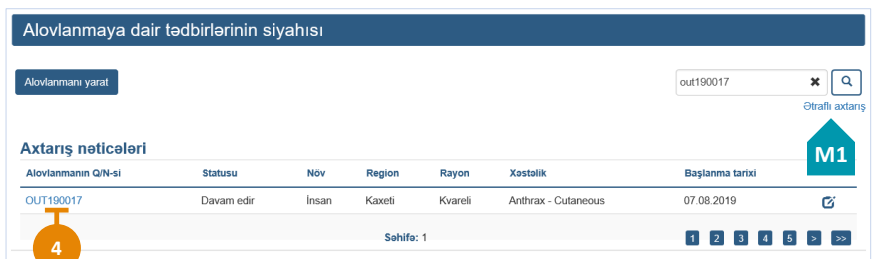 Alovlanmaya dair tədbirlərinin siyahısı
Alovlanmanı yarat
out190017
Ətraflı axtarış
M1
Axtarış nəticələri
Alovlanmanın Q/N-si Statusu Növ Region Rayon Xəstəlik Başlanma tarixi
OUT190017 Davam edir İnsan Kaxeti Kvareli Anthrax - Cutaneous 07.08.2019
4
Səhifə: 1
1 2 3 4 5 > >>